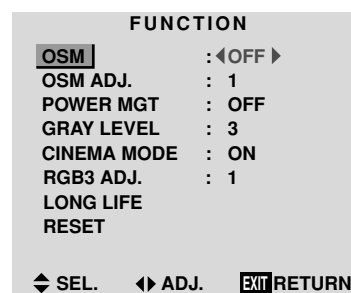 FUNCTION
OSM : OFF
OSM ADJ. : 1
POWER MGT : OFF
GRAY LEVEL : 3
CINEMA MODE : ON
RGB3 ADJ. : 1
LONG LIFE
RESET
SEL. ADJ. EXIT RETURN